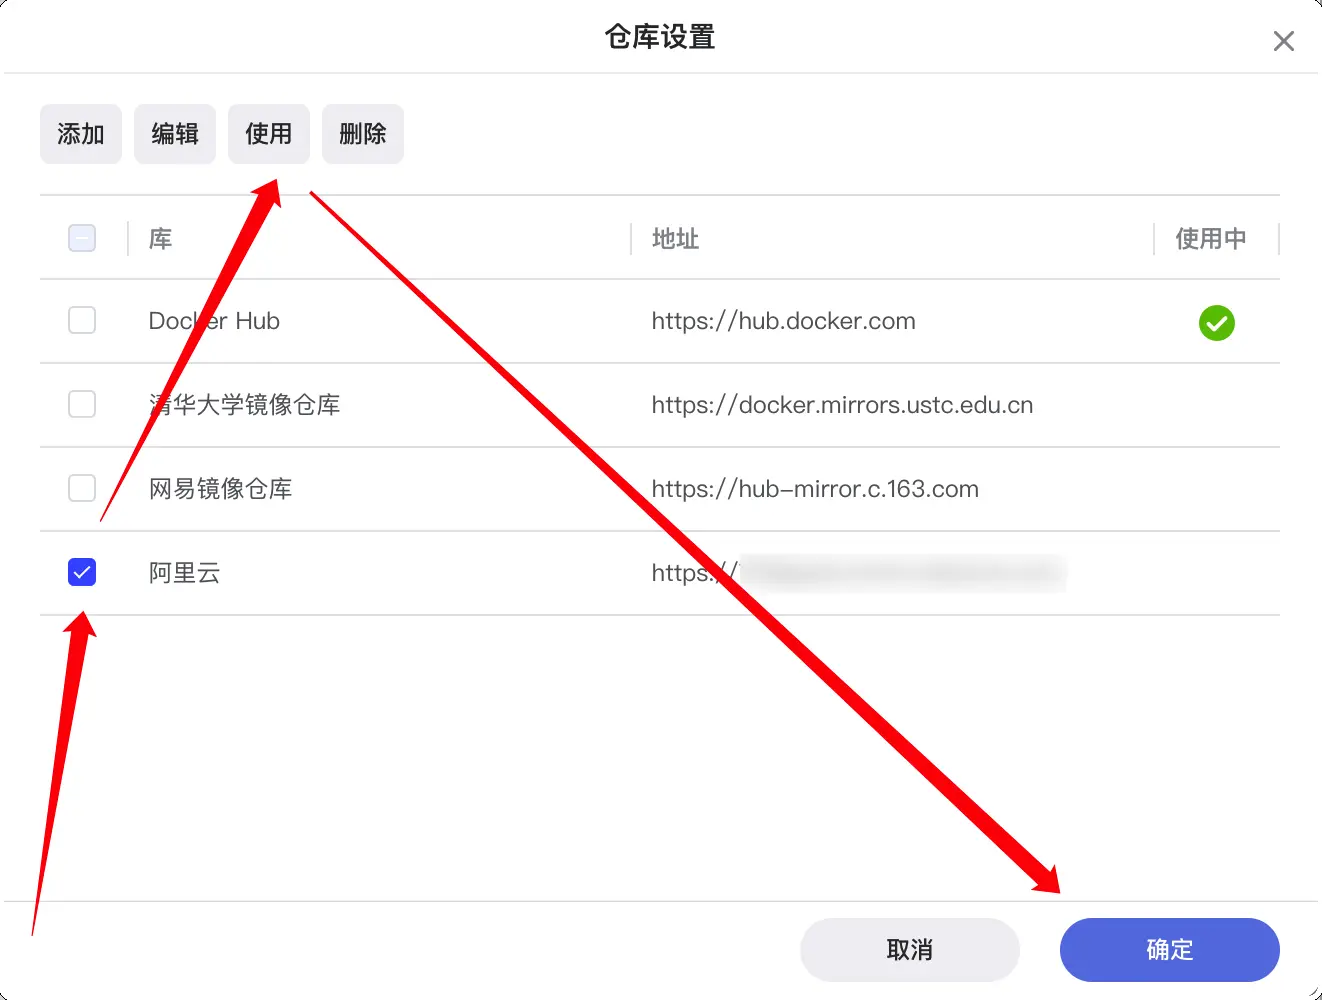 仓库设置
添加 编辑 使用 删除
库 地址 使用中
Docker Hub https://hub.docker.com
清华大学镜像仓库 https://docker.mirrors.ustc.edu.cn
网易镜像仓库 https://hub-mirror.c.163.com
阿里云 https://
取消 确定